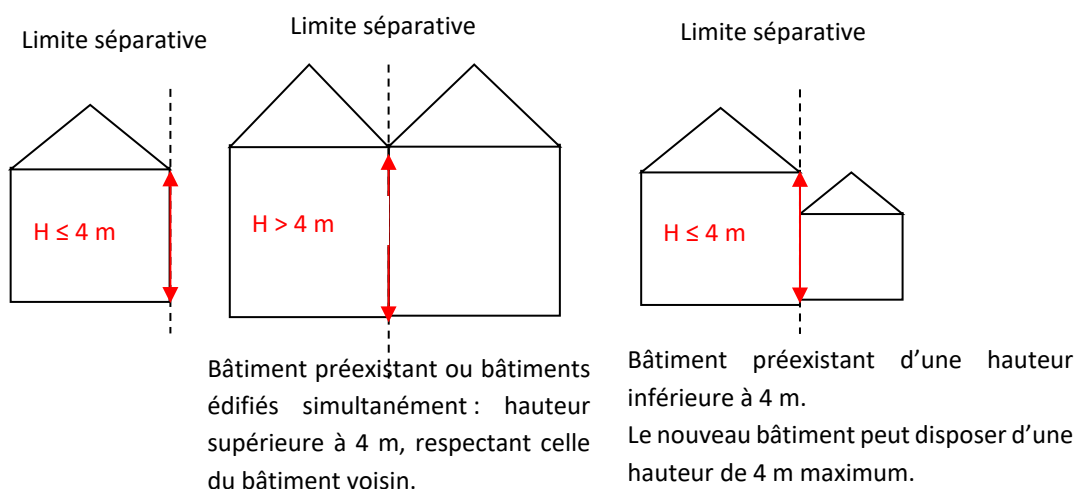 Limite séparative
Limite séparative
Limite séparative
H ≤ 4 m
H > 4 m
H ≤ 4 m
Bâtiment préexistant ou bâtiments
édifiés simultanément : hauteur
supérieure à 4 m, respectant celle
du bâtiment voisin.
Bâtiment préexistant d’une hauteur
inférieure à 4 m.
Le nouveau bâtiment peut disposer d’une
hauteur de 4 m maximum.